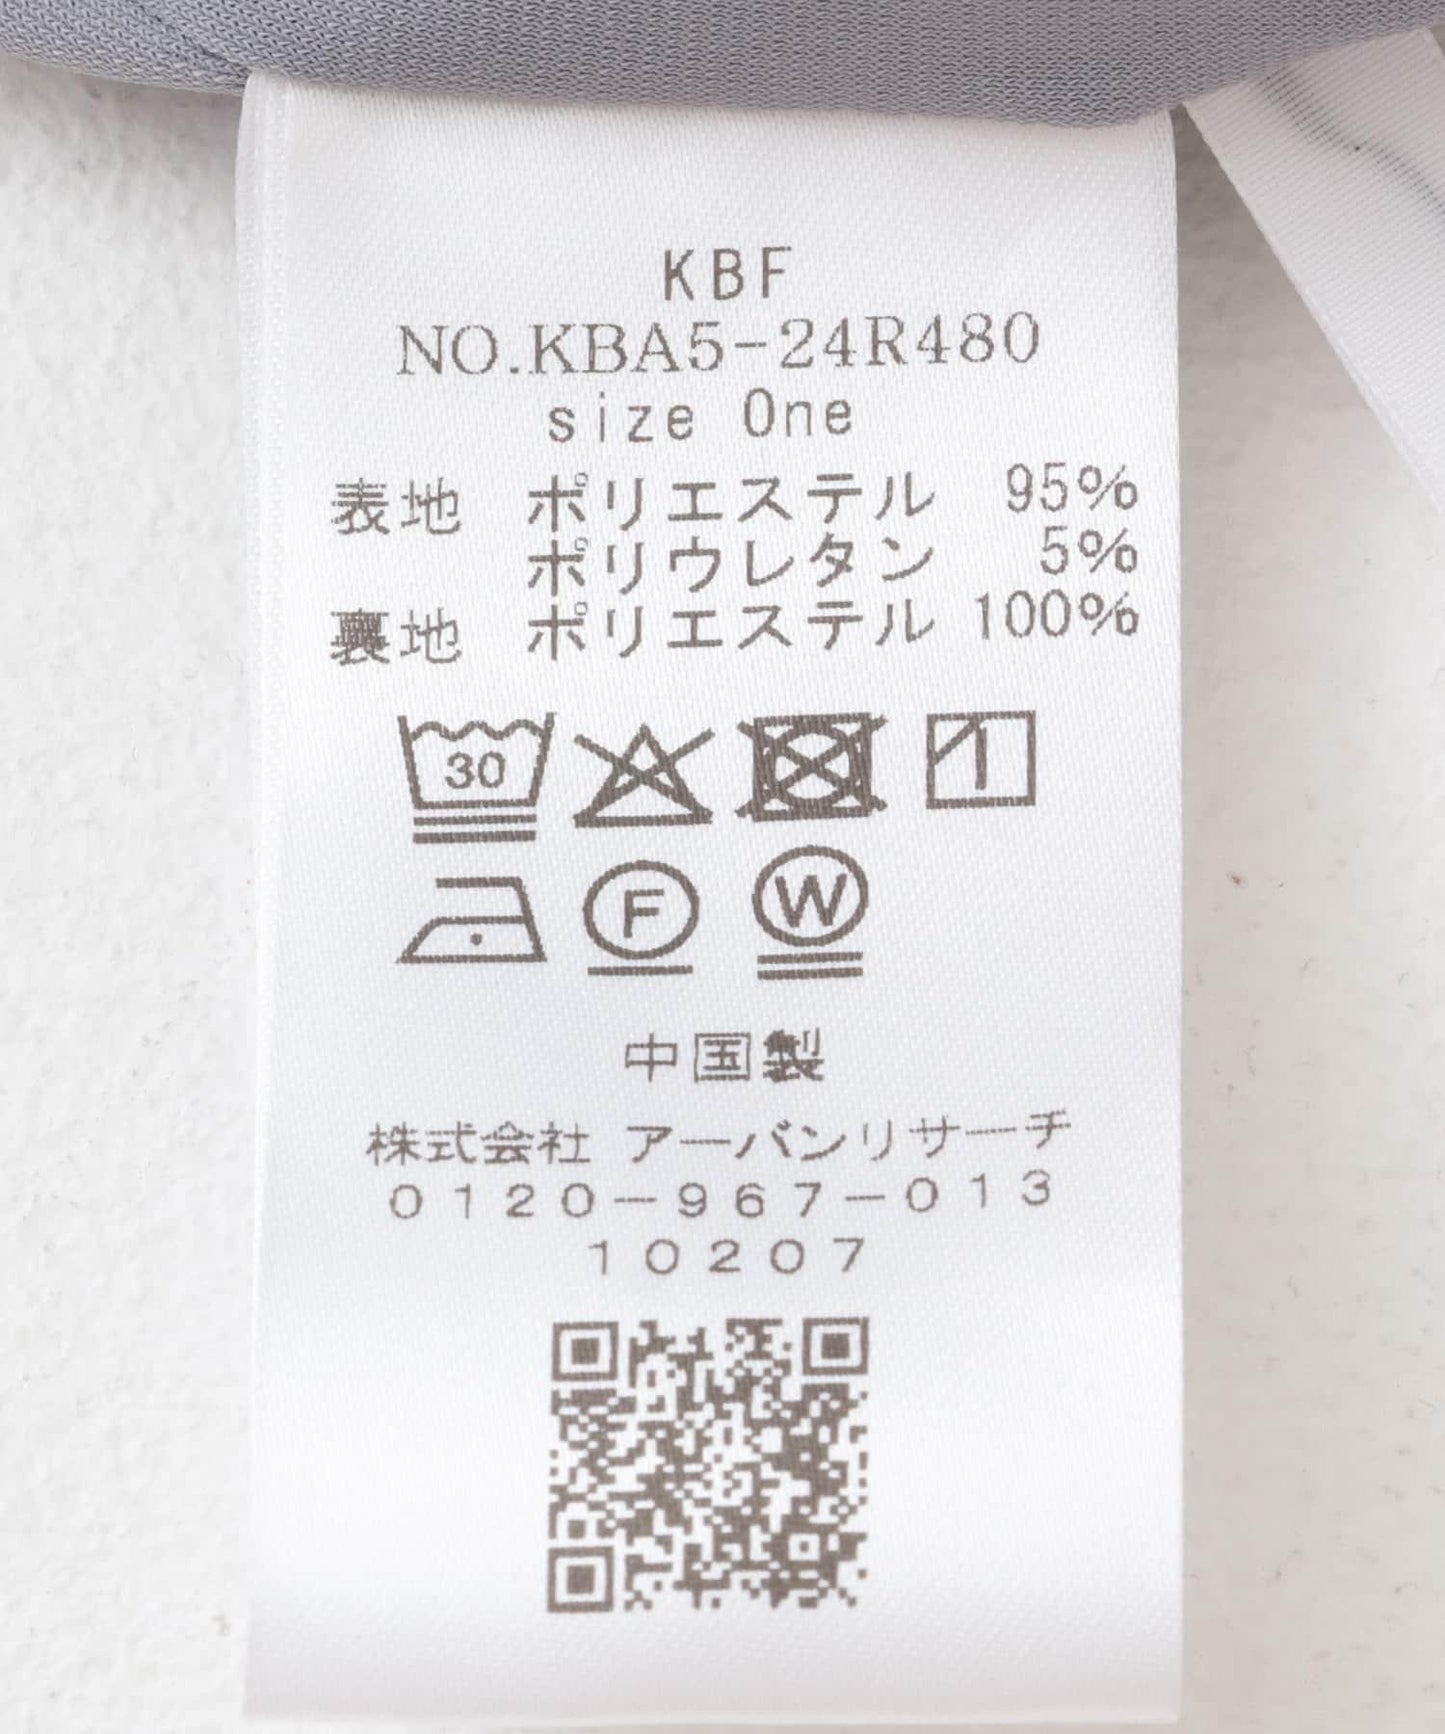 KBF
NO.KBA5-24R480
size One
表地 ポリエステル 95%
ポリウレタン 5%
裏地 ポリエステル 100%
30
F W
中国製
株式会社 アーバンリサーチ
0120-967-013
10207